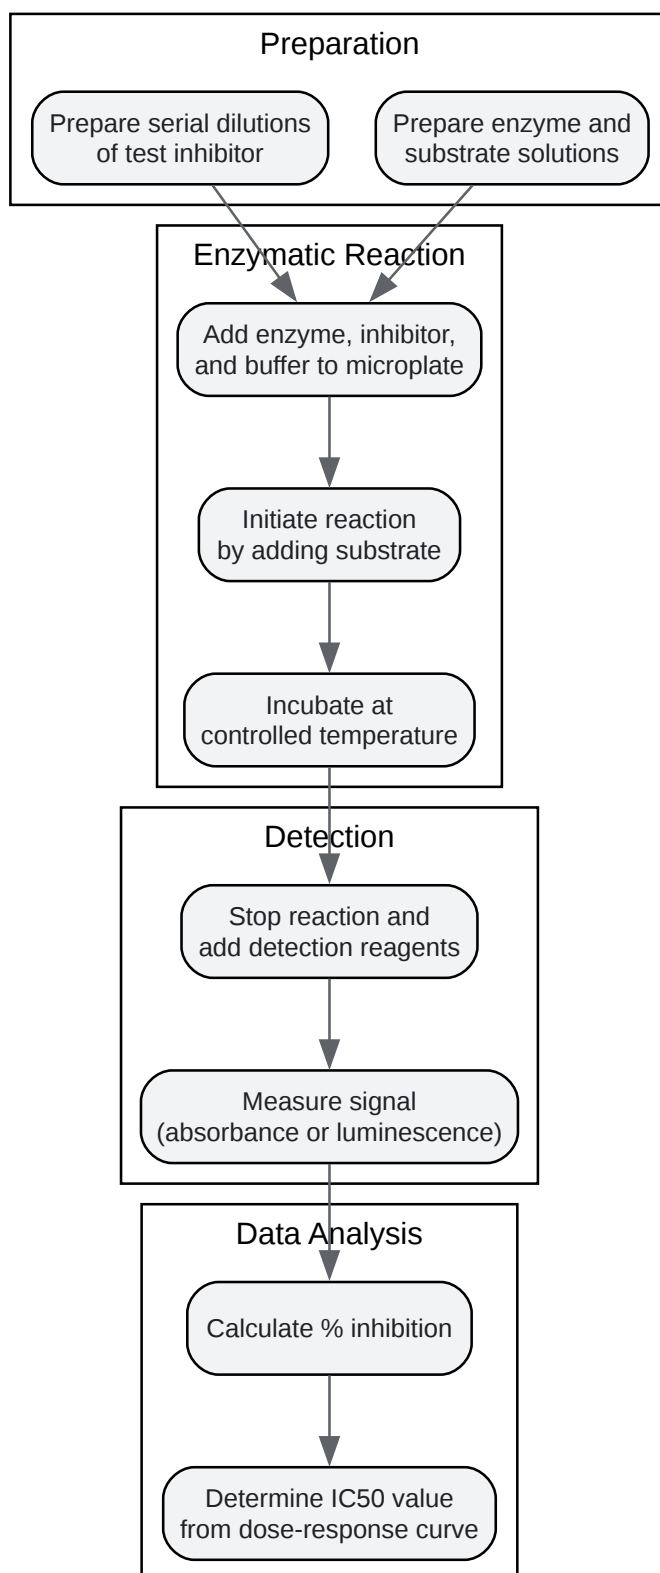 Preparation
Prepare serial dilutions
of test inhibitor
Prepare enzyme and
substrate solutions
Enzymatic Reaction
Add enzyme, inhibitor,
and buffer to microplate
Initiate reaction
by adding substrate
Incubate at
controlled temperature
Detection
Stop reaction and
add detection reagents
Measure signal
(absorbance or luminescence)
Data Analysis
Calculate % inhibition
Determine IC50 value
from dose-response curve